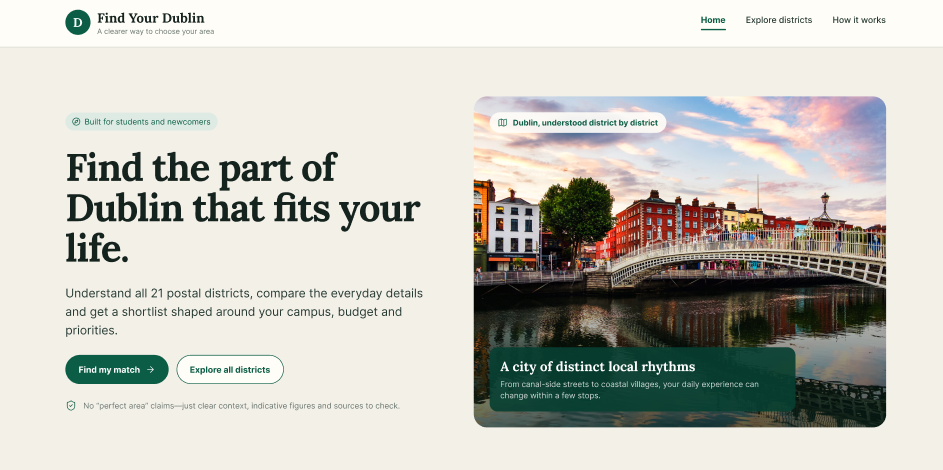 D
Find Your Dublin
A clearer way to choose your area
Home
Explore districts
How it works
Built for students and newcomers
Find the part of
Dublin that fits your
life.
Understand all 21 postal districts, compare the everyday details
and get a shortlist shaped around your campus, budget and
priorities.
Find my match →
Explore all districts
No "perfect area" claims—just clear context, indicative figures and sources to check.
Dublin, understood district by district
A city of distinct local rhythms
From canal-side streets to coastal villages, your daily experience can
change within a few stops.